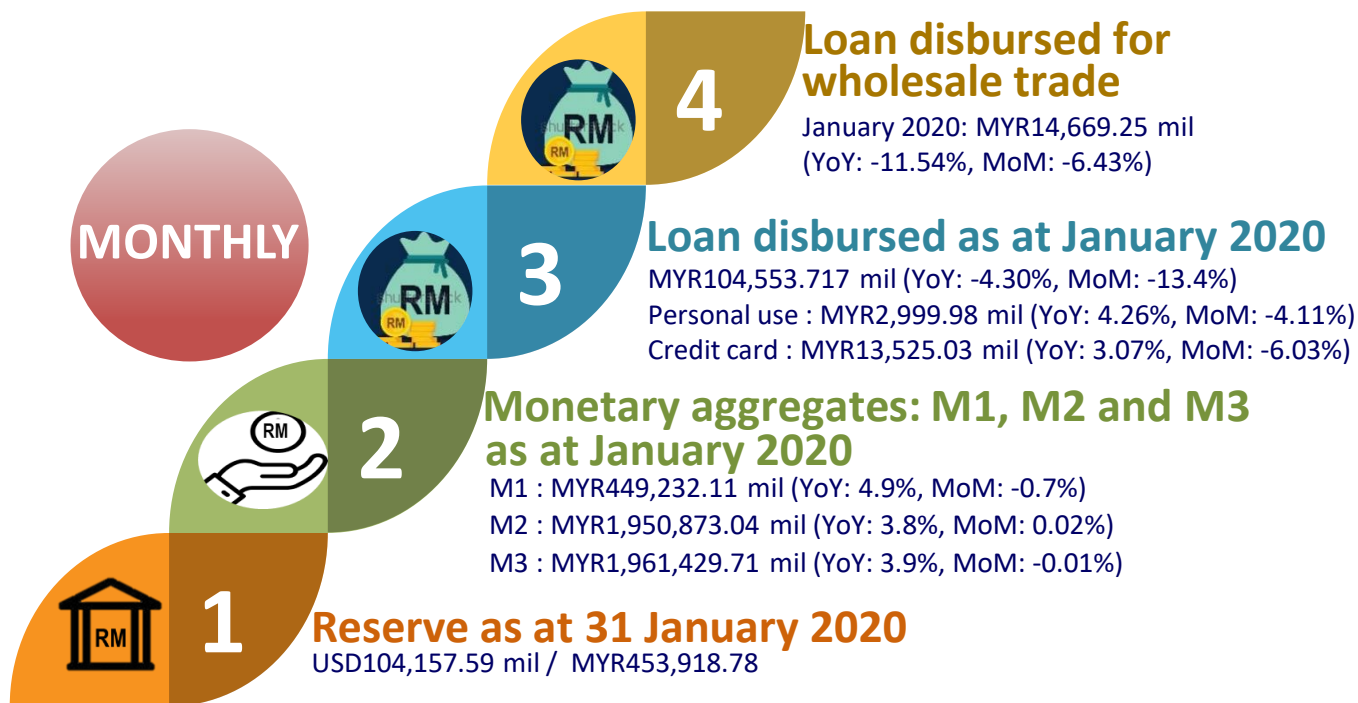 MONTHLY
4
Loan disbursed for
wholesale trade
January 2020: MYR14,669.25 mil
(YoY: -11.54%, MoM: -6.43%)
RM
RM
shutterstock
3
Loan disbursed as at January 2020
MYR104,553.717 mil (YoY: -4.30%, MoM: -13.4%)
Personal use : MYR2,999.98 mil (YoY: 4.26%, MoM: -4.11%)
Credit card : MYR13,525.03 mil (YoY: 3.07%, MoM: -6.03%)
RM
RM
shutterstock
2
Monetary aggregates: M1, M2 and M3
as at January 2020
M1 : MYR449,232.11 mil (YoY: 4.9%, MoM: -0.7%)
M2 : MYR1,950,873.04 mil (YoY: 3.8%, MoM: 0.02%)
M3 : MYR1,961,429.71 mil (YoY: 3.9%, MoM: -0.01%)
RM
1
Reserve as at 31 January 2020
USD104,157.59 mil / MYR453,918.78
RM